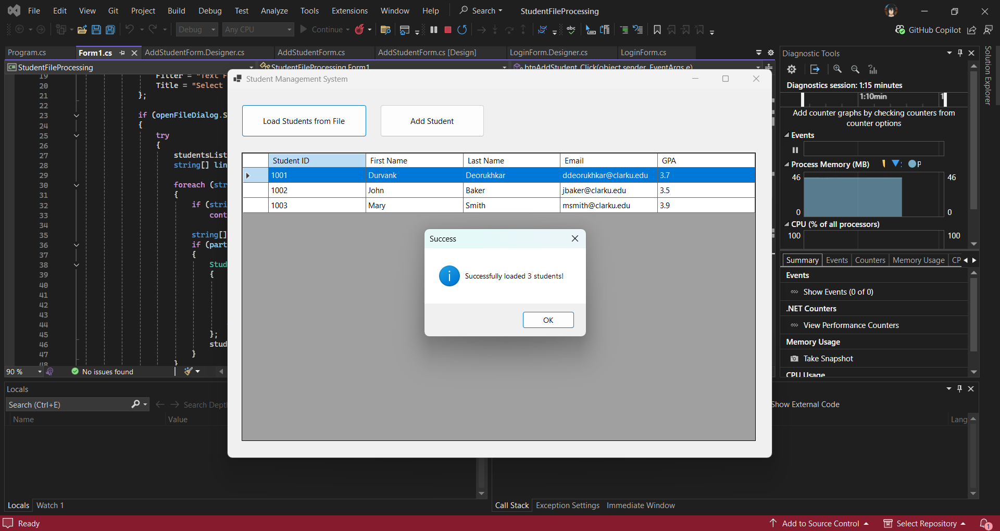 File Edit View Git Project Build Debug Test Analyze Tools Extensions Window Help Search StudentFileProcessing
Debug Any CPU Continue GitHub Copilot
Program.cs Form1.cs AddStudentForm.Designer.cs AddStudentForm.cs AddStudentForm.cs [Design] LoginForm.Designer.cs LoginForm.cs
StudentFileProcessing StudentFileProcessing.Form1 btnAddStudent_Click(object sender, EventArgs e)
19 Filter = "Text F
20 Title = "Select
21 };
22
23 if (openFileDialog.S
24 {
25 try
26 {
27 studentsList
28 string[] lin
29
30 foreach (str
31 {
32 if (stri
33 cont
34
35 string[]
36 if (part
37 {
38 Stud
39 {
40
41
42
43
44
45 };
46 stud
47 }
48 }
90 % No issues found
Student Management System
Load Students from File Add Student
Student ID First Name Last Name Email GPA
1001 Durvank Deorukhkar ddeorukhkar@clarku.edu 3.7
1002 John Baker jbaker@clarku.edu 3.5
1003 Mary Smith msmith@clarku.edu 3.9
Success
Successfully loaded 3 students!
OK
Diagnostic Tools
Diagnostics session: 1:15 minutes
1:10min 1
Add counter graphs by checking counters from
counter options
Events
Process Memory (MB) P
46 46
0 0
CPU (% of all processors)
100 100
Summary Events Counters Memory Usage CP
Events
Show Events (0 of 0)
.NET Counters
View Performance Counters
Memory Usage
Take Snapshot
CPU Usage
Solution Explorer
Locals
Search (Ctrl+E) Search Dept
Name Value
Show External Code
Lang
Locals Watch 1
Call Stack Exception Settings Immediate Window
Ready Add to Source Control Select Repository 1